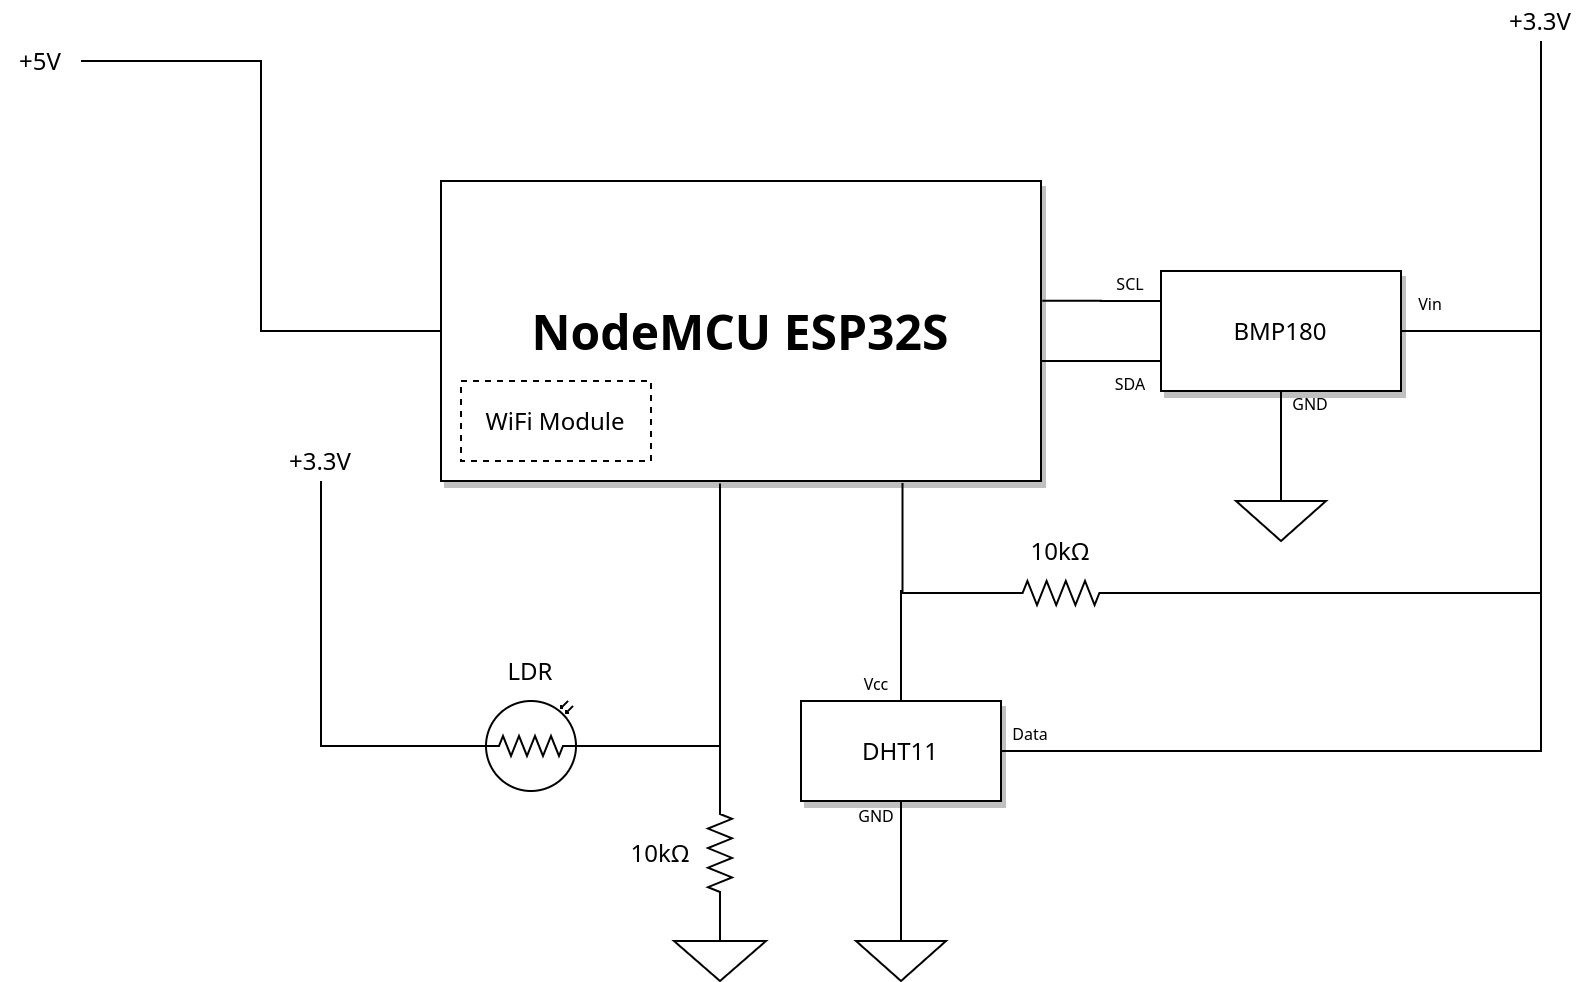 +3.3V
+5V
SCL
Vin
NodeMCU ESP32S
BMP180
SDA
GND
WiFi Module
+3.3V
10kΩ
LDR
Vcc
Data
DHT11
GND
10kΩ